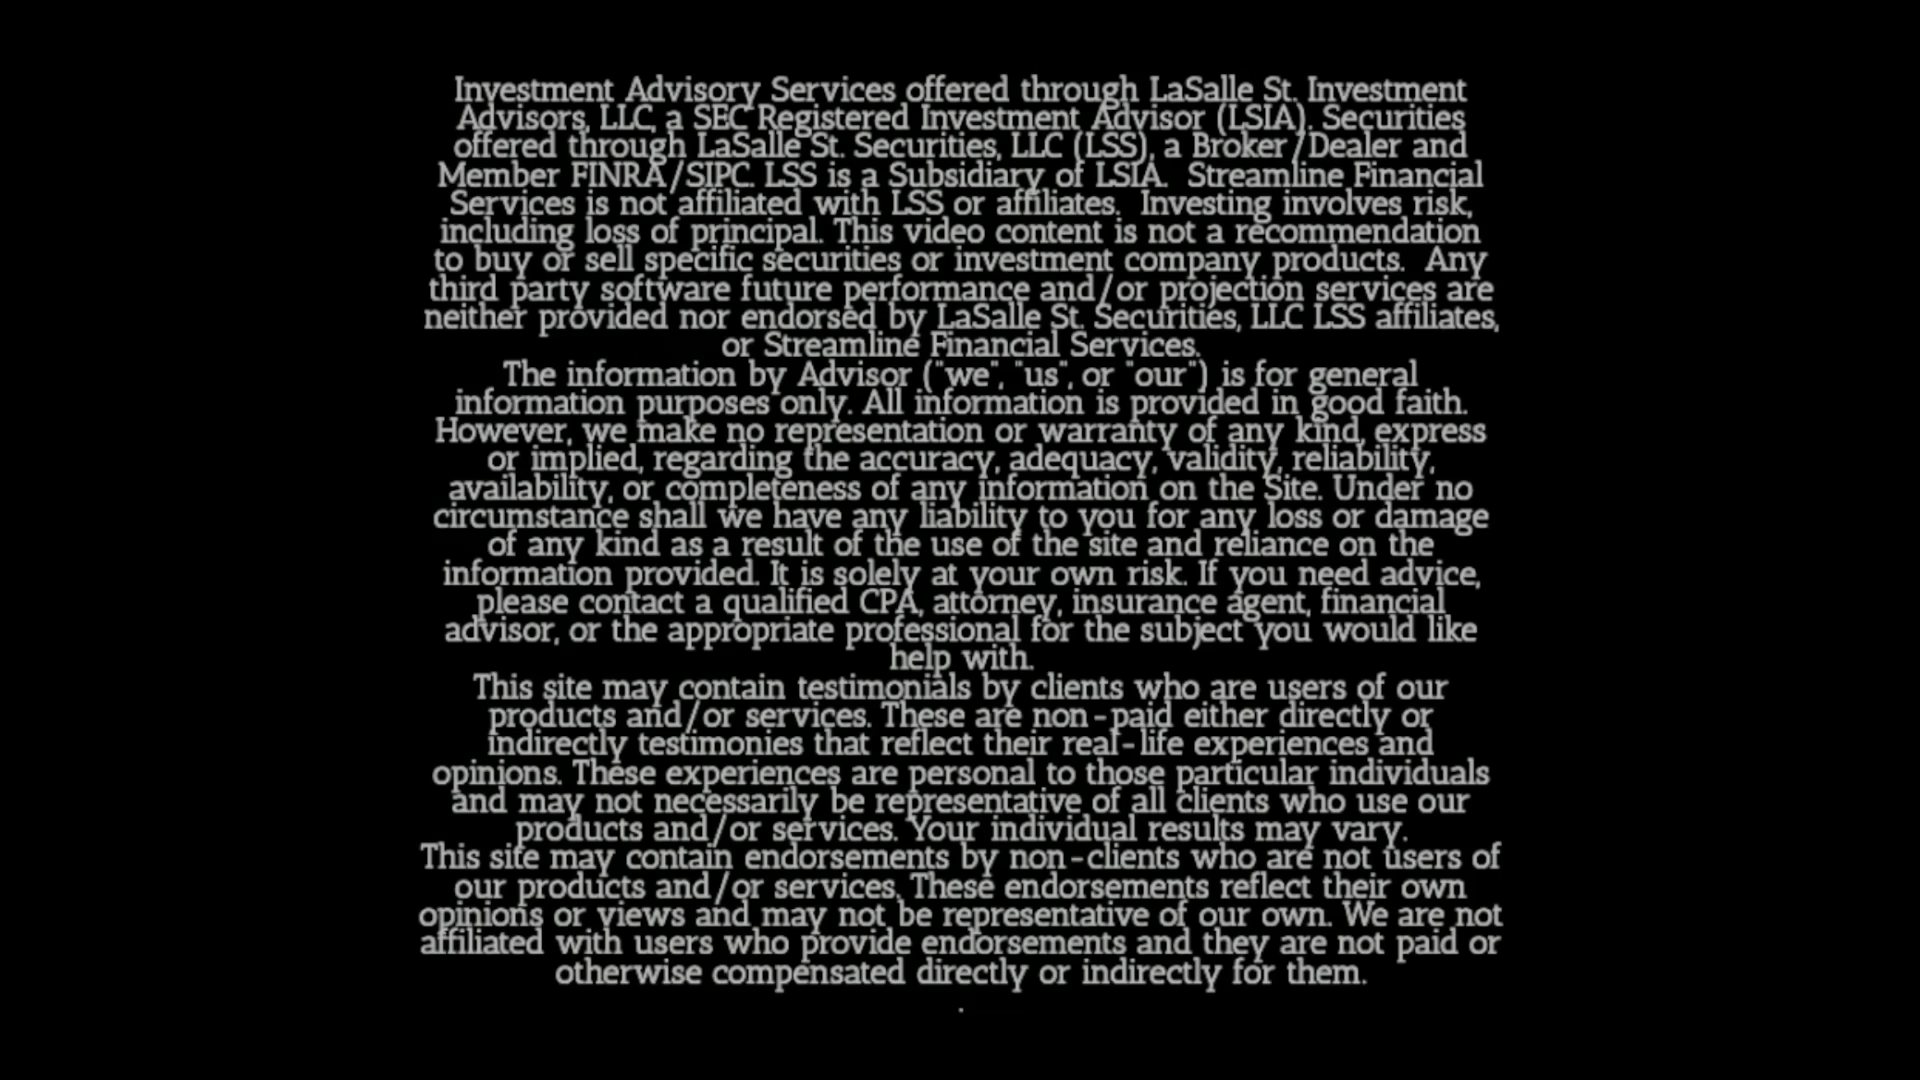 Investment Advisory Services offered through LaSalle St. Investment
Advisors, LLC, a SEC Registered Investment Advisor (LSIA). Securities
offered through LaSalle St. Securities, LLC (LSS), a Broker/Dealer and
Member FINRA/SIPC. LSS is a Subsidiary of LSIA. Streamline Financial
Services is not affiliated with LSS or affiliates. Investing involves risk,
including loss of principal. This video content is not a recommendation
to buy or sell specific securities or investment company products. Any
third party software future performance and/or projection services are
neither provided nor endorsed by LaSalle St. Securities, LLC LSS affiliates,
or Streamline Financial Services.
The information by Advisor ("we", "us", or "our") is for general
information purposes only. All information is provided in good faith.
However, we make no representation or warranty of any kind, express
or implied, regarding the accuracy, adequacy, validity, reliability,
availability, or completeness of any information on the Site. Under no
circumstance shall we have any liability to you for any loss or damage
of any kind as a result of the use of the site and reliance on the
information provided. It is solely at your own risk. If you need advice,
please contact a qualified CPA, attorney, insurance agent, financial
advisor, or the appropriate professional for the subject you would like
help with.
This site may contain testimonials by clients who are users of our
products and/or services. These are non-paid either directly or
indirectly testimonies that reflect their real-life experiences and
opinions. These experiences are personal to those particular individuals
and may not necessarily be representative of all clients who use our
products and/or services. Your individual results may vary.
This site may contain endorsements by non-clients who are not users of
our products and/or services. These endorsements reflect their own
opinions or views and may not be representative of our own. We are not
affiliated with users who provide endorsements and they are not paid or
otherwise compensated directly or indirectly for them.
.